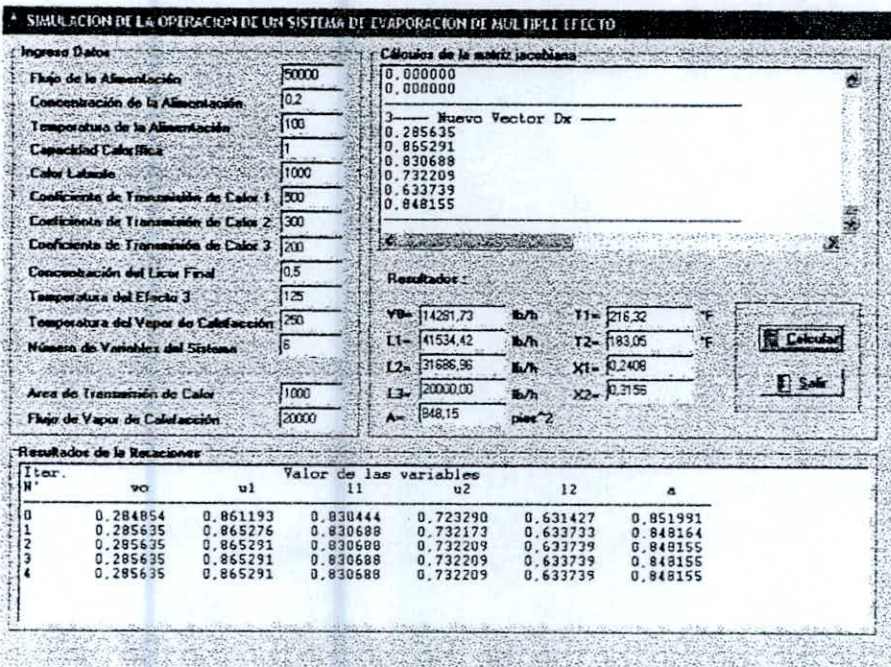 SIMULACION DE LA OPERACION DE UN SISTEMA DE EVAPORACION DE MULTIPLE EFECTO
Ingreso Datos
Flujo de la Alimentación 50000
Concentración de la Alimentación 0,2
Temperatura de la Alimentación 100
Capacidad Calorifica 1
Calor Latente 1000
Coeficiente de Transmisión de Calor 1 500
Coeficiente de Transmisión de Calor 2 300
Coeficiente de Transmisión de Calor 3 200
Concentración del Licor Final 0,5
Temperatura del Efecto 3 125
Temperatura del Vapor de Calefacción 250
Número de Variables del Sistema 6
Area de Transmisión de Calor 1000
Flujo de Vapor de Calefacción 20000
Cálculos de la matriz jacobiana
0.000000
0.000000
3---- Nuevo Vector Dx ----
0.285635
0.865291
0.830688
0.732209
0.633739
0.848155
Resultados :
V0= 14281,73 lb/h T1= 216,32 °F
L1= 41534,42 lb/h T2= 183,05 °F
L2= 31686,96 lb/h X1= 0,2408
L3= 20000,00 lb/h X2= 0,3156
A= 848,15 pies^2
Calcular
Salir
Resultados de la Iteraciones
Iter. Valor de las variables
N° vo u1 l1 u2 l2 a
0 0.284854 0.861193 0.830444 0.723290 0.631427 0.851991
1 0.285635 0.865276 0.830688 0.732173 0.633733 0.848164
2 0.285635 0.865291 0.830688 0.732209 0.633739 0.848155
3 0.285635 0.865291 0.830688 0.732209 0.633739 0.848155
4 0.285635 0.865291 0.830688 0.732209 0.633739 0.848155